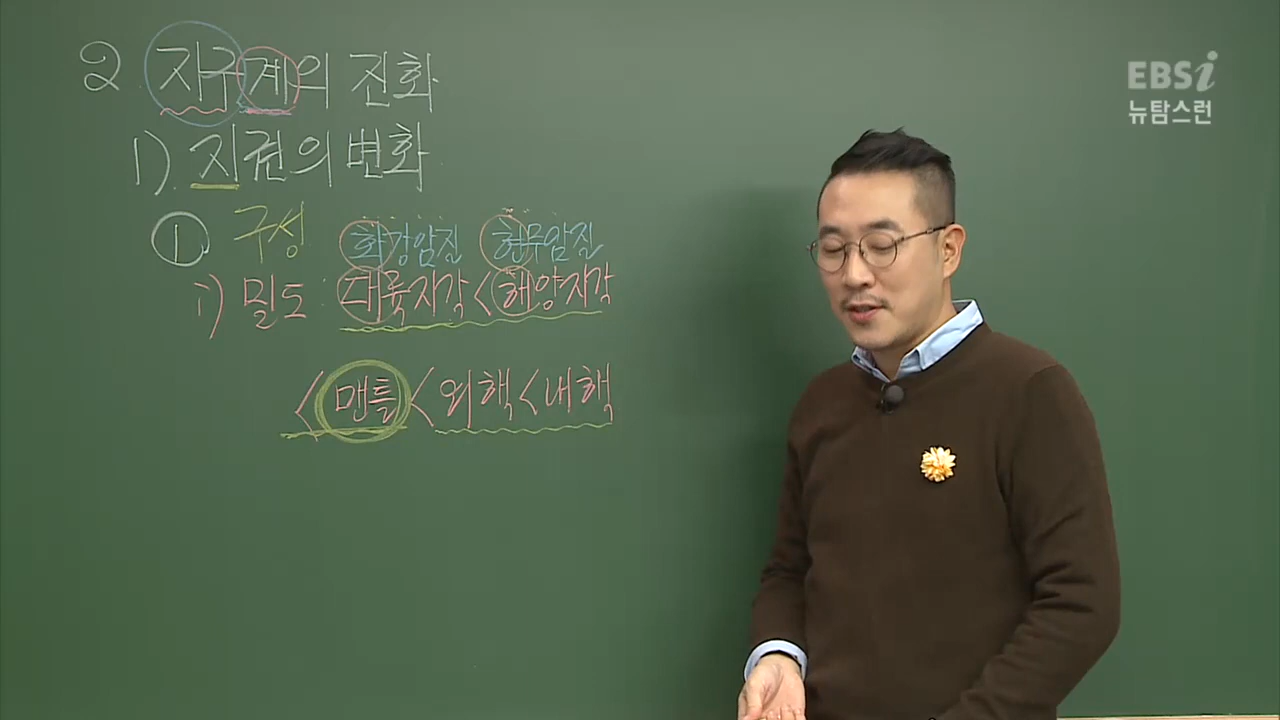 2. 지구계의 진화
1) 지권의 변화
① 구성 화강암질 현무암질
i) 밀도 : 대륙지각 < 해양지각
< 맨틀 < 외핵 < 내핵
EBSi
뉴탐스런